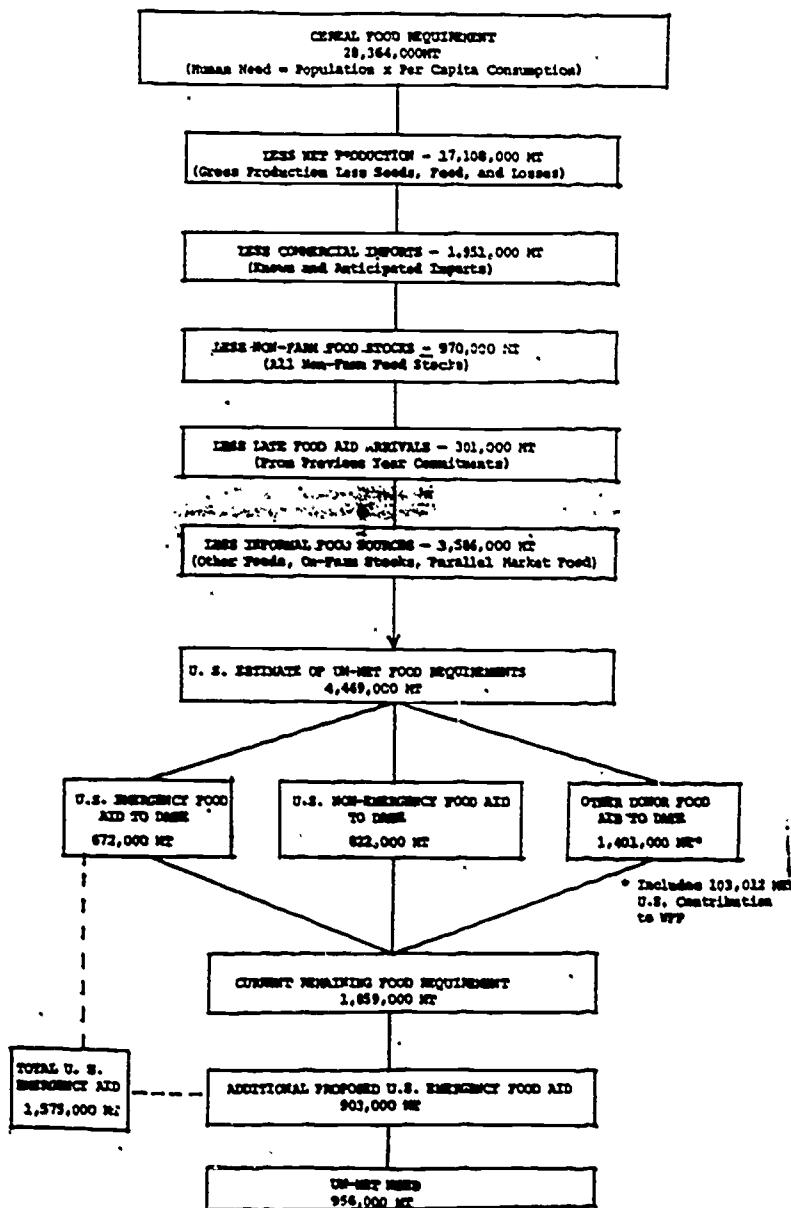 CEREAL FOOD REQUIREMENT
28,364,000MT
(Human Need = Population x Per Capita Consumption)
LESS NET PRODUCTION - 17,108,000 MT
(Gross Production Less Seeds, Feed, and Losses)
LESS COMMERCIAL IMPORTS - 1,951,000 MT
(Known and Anticipated Imports)
LESS NON-FARM FOOD STOCKS - 970,000 MT
(All Non-Farm Food Stocks)
LESS LATE FOOD AID ARRIVALS - 301,000 MT
(From Previous Year Commitments)
LESS INFORMAL FOOD SOURCES - MT
(Other Foods, On-Farm Stocks, Parallel Market Food)
U. S. ESTIMATE OF UN-MET FOOD REQUIREMENTS
4,469,000 MT
U.S. EMERGENCY FOOD
AID TO DATE
672,000 MT
U.S. NON-EMERGENCY FOOD AID
TO DATE
822,000 MT
OTHER DONOR FOOD
AID TO DATE
1,401,000 MT*
* Includes 103,012 MT
U.S. Contribution
to WFP
CURRENT REMAINING FOOD REQUIREMENT
1,859,000 MT
TOTAL U. S.
EMERGENCY AID
1,575,000 MT
ADDITIONAL PROPOSED U.S. EMERGENCY FOOD AID
903,000 MT
UN-MET NEED
956,000 MT